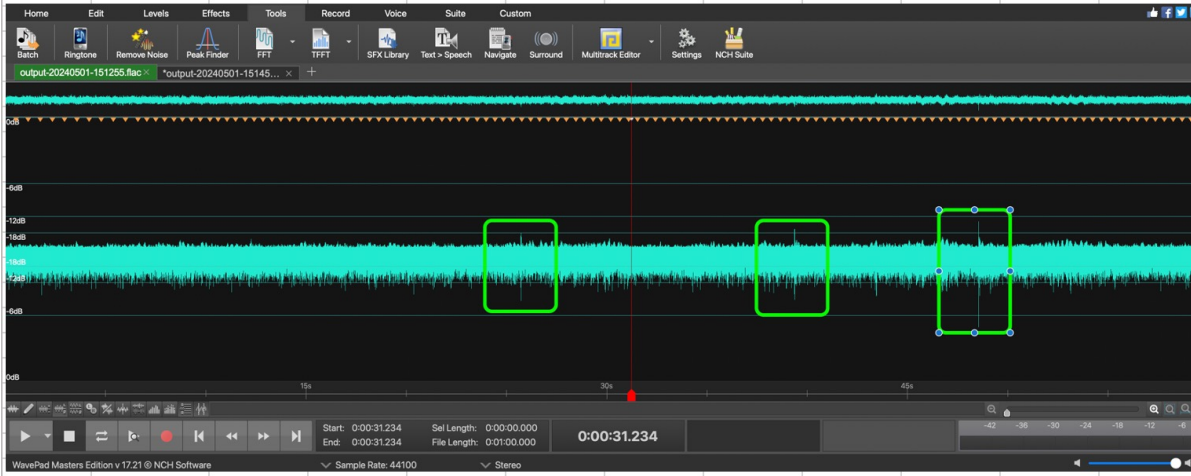 Home Edit Levels Effects Tools Record Voice Suite Custom
Batch Ringtone Remove Noise Peak Finder FFT TFFT SFX Library Text > Speech Navigate Surround Multitrack Editor Settings NCH Suite
output-20240501-151255.flac × *output-20240501-15145... × +
0dB
-6dB
-12dB
-18dB
-18dB
-12dB
-6dB
0dB
15s 30s 45s
Start: 0:00:31.234 Sel Length: 0:00:00.000
End: 0:00:31.234 File Length: 0:01:00.000
0:00:31.234
-42 -36 -30 -24 -18 -12 -6
WavePad Masters Edition v 17.21 © NCH Software Sample Rate: 44100 Stereo